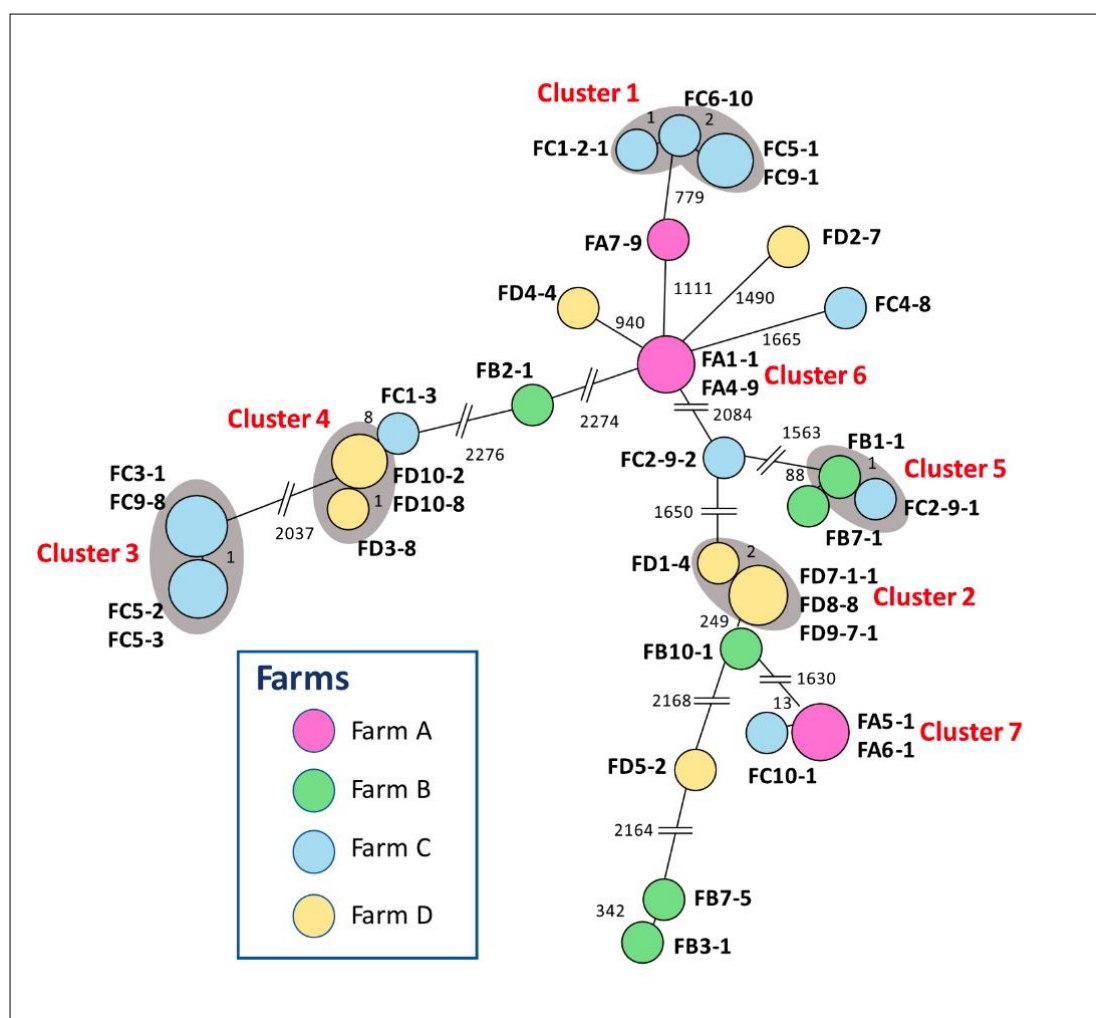 Cluster 1
FC6-10
1
2
FC1-2-1
FC5-1
FC9-1
779
FA7-9
FD2-7
FD4-4
1111
1490
FC4-8
940
1665
FB2-1
FA1-1
FA4-9
Cluster 6
FC1-3
2274
2084
Cluster 4
8
2276
1563
FB1-1
FC2-9-2
88
1
Cluster 5
FC3-1
FC9-8
FD10-2
FD10-8
FC2-9-1
1
2037
1650
FB7-1
Cluster 3
1
FD3-8
FD1-4
2
FD7-1-1
FD8-8
FD9-7-1
Cluster 2
FC5-2
FC5-3
249
FB10-1
1630
Farms
2168
13
Farm A
FA5-1
FA6-1
Cluster 7
FC10-1
FD5-2
Farm B
2164
Farm C
FB7-5
Farm D
342
FB3-1